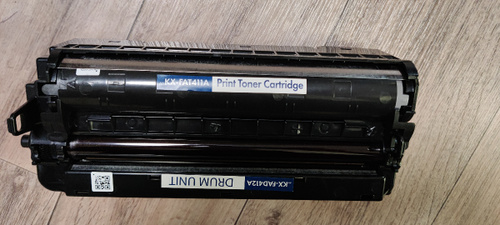 KX-FAT411A Print Toner Cartridge
..KX-FAD412A
DRUM UNIT